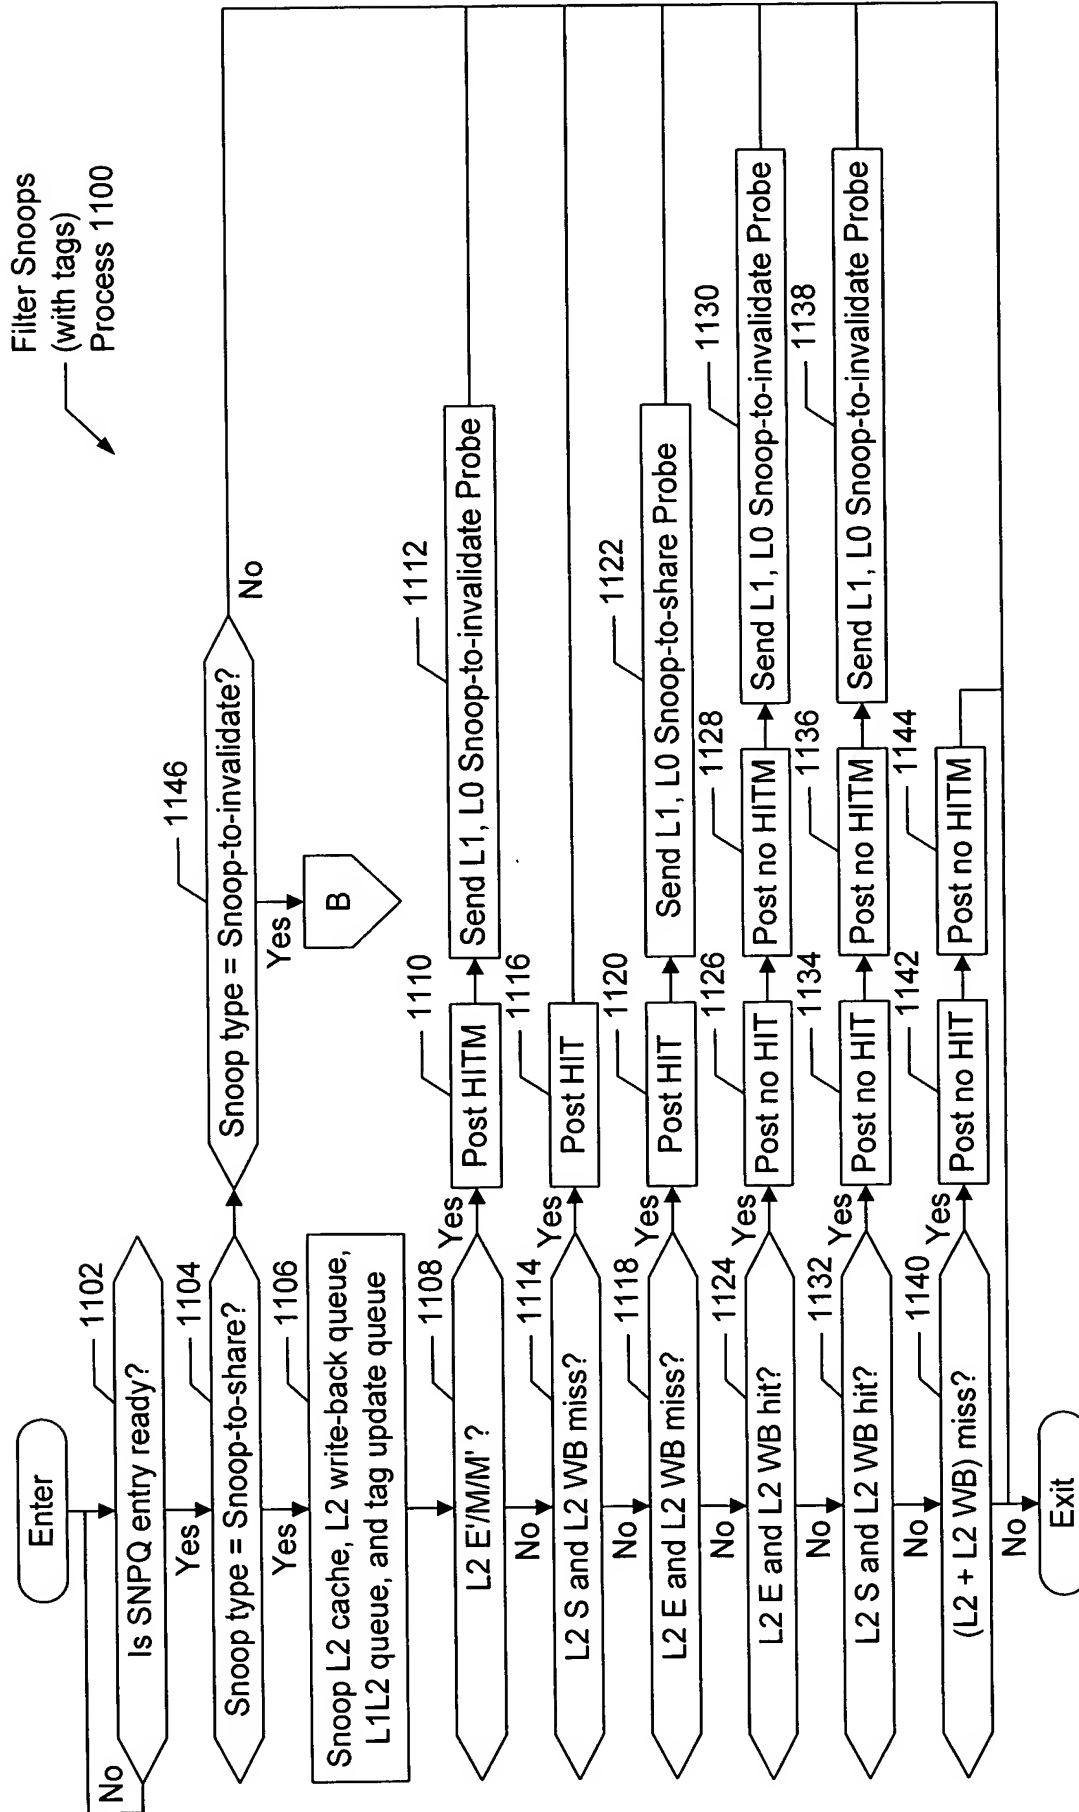 Filter Snoops
(with tags)
Process 1100
Enter
1102
Is SNPQ entry ready?
No
Yes
1104
Snoop type = Snoop-to-share?
Yes
1146
Snoop type = Snoop-to-invalidate?
No
Yes
B
1106
Snoop L2 cache, L2 write-back queue,
L1L2 queue, and tag update queue
1108
L2 E'/M/M' ?
Yes
1110
Post HITM
1112
Send L1, L0 Snoop-to-invalidate Probe
No
1114
L2 S and L2 WB miss?
Yes
1116
Post HIT
No
1118
L2 E and L2 WB miss?
Yes
1120
Post HIT
1122
Send L1, L0 Snoop-to-share Probe
No
1124
L2 E and L2 WB hit?
Yes
1126
Post no HIT
1128
Post no HITM
1130
Send L1, L0 Snoop-to-invalidate Probe
No
1132
L2 S and L2 WB hit?
Yes
1134
Post no HIT
1136
Post no HITM
1138
Send L1, L0 Snoop-to-invalidate Probe
No
1140
(L2 + L2 WB) miss?
Yes
1142
Post no HIT
1144
Post no HITM
No
Exit